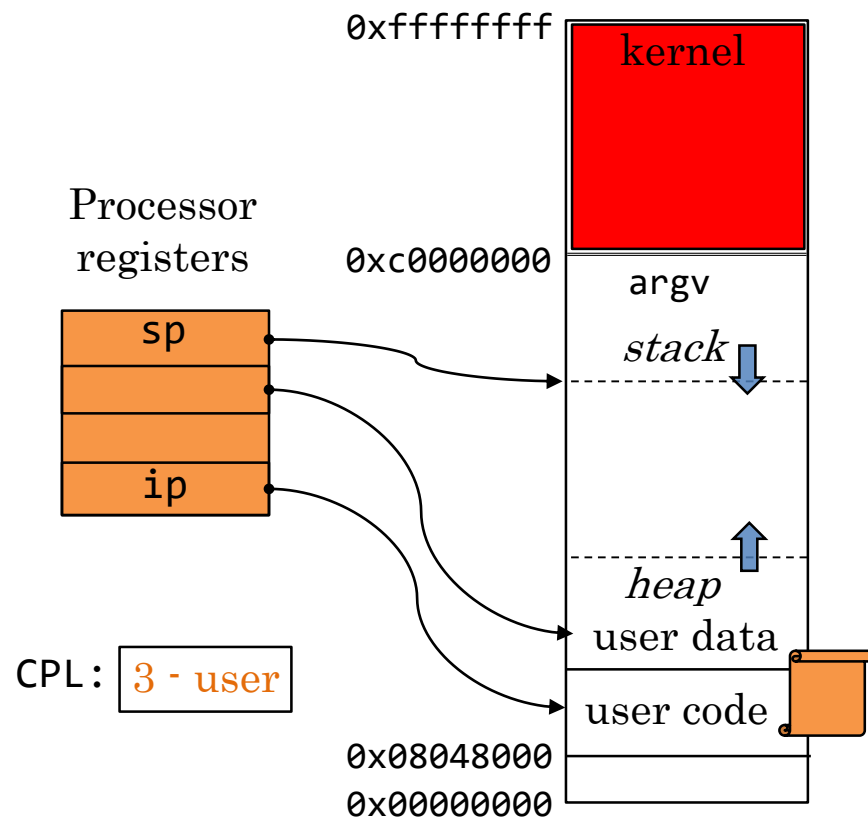 0xffffffff
kernel
Processor
registers
0xc0000000
argv
sp
stack
ip
heap
user data
CPL: 3 - user
user code
0x08048000
0x00000000